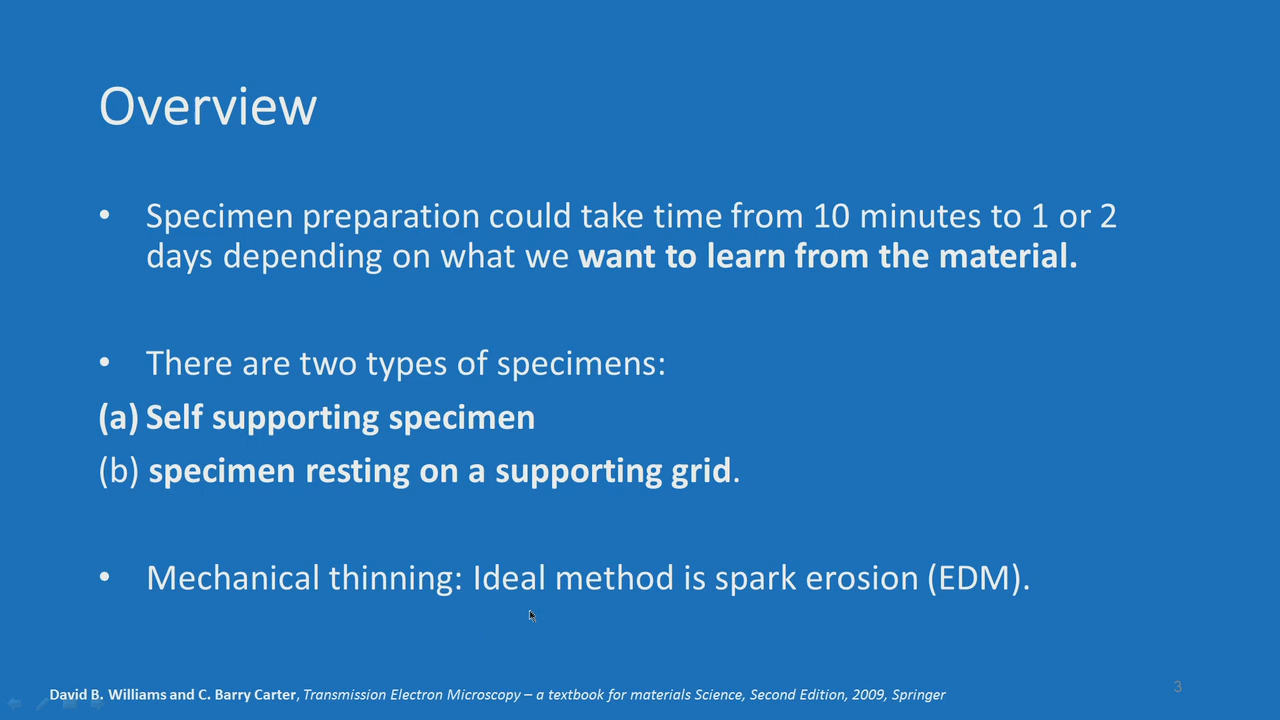 Overview
• Specimen preparation could take time from 10 minutes to 1 or 2
days depending on what we want to learn from the material.
• There are two types of specimens:
(a) Self supporting specimen
(b) specimen resting on a supporting grid.
• Mechanical thinning: Ideal method is spark erosion (EDM).
David B. Williams and C. Barry Carter, Transmission Electron Microscopy – a textbook for materials Science, Second Edition, 2009, Springer
3